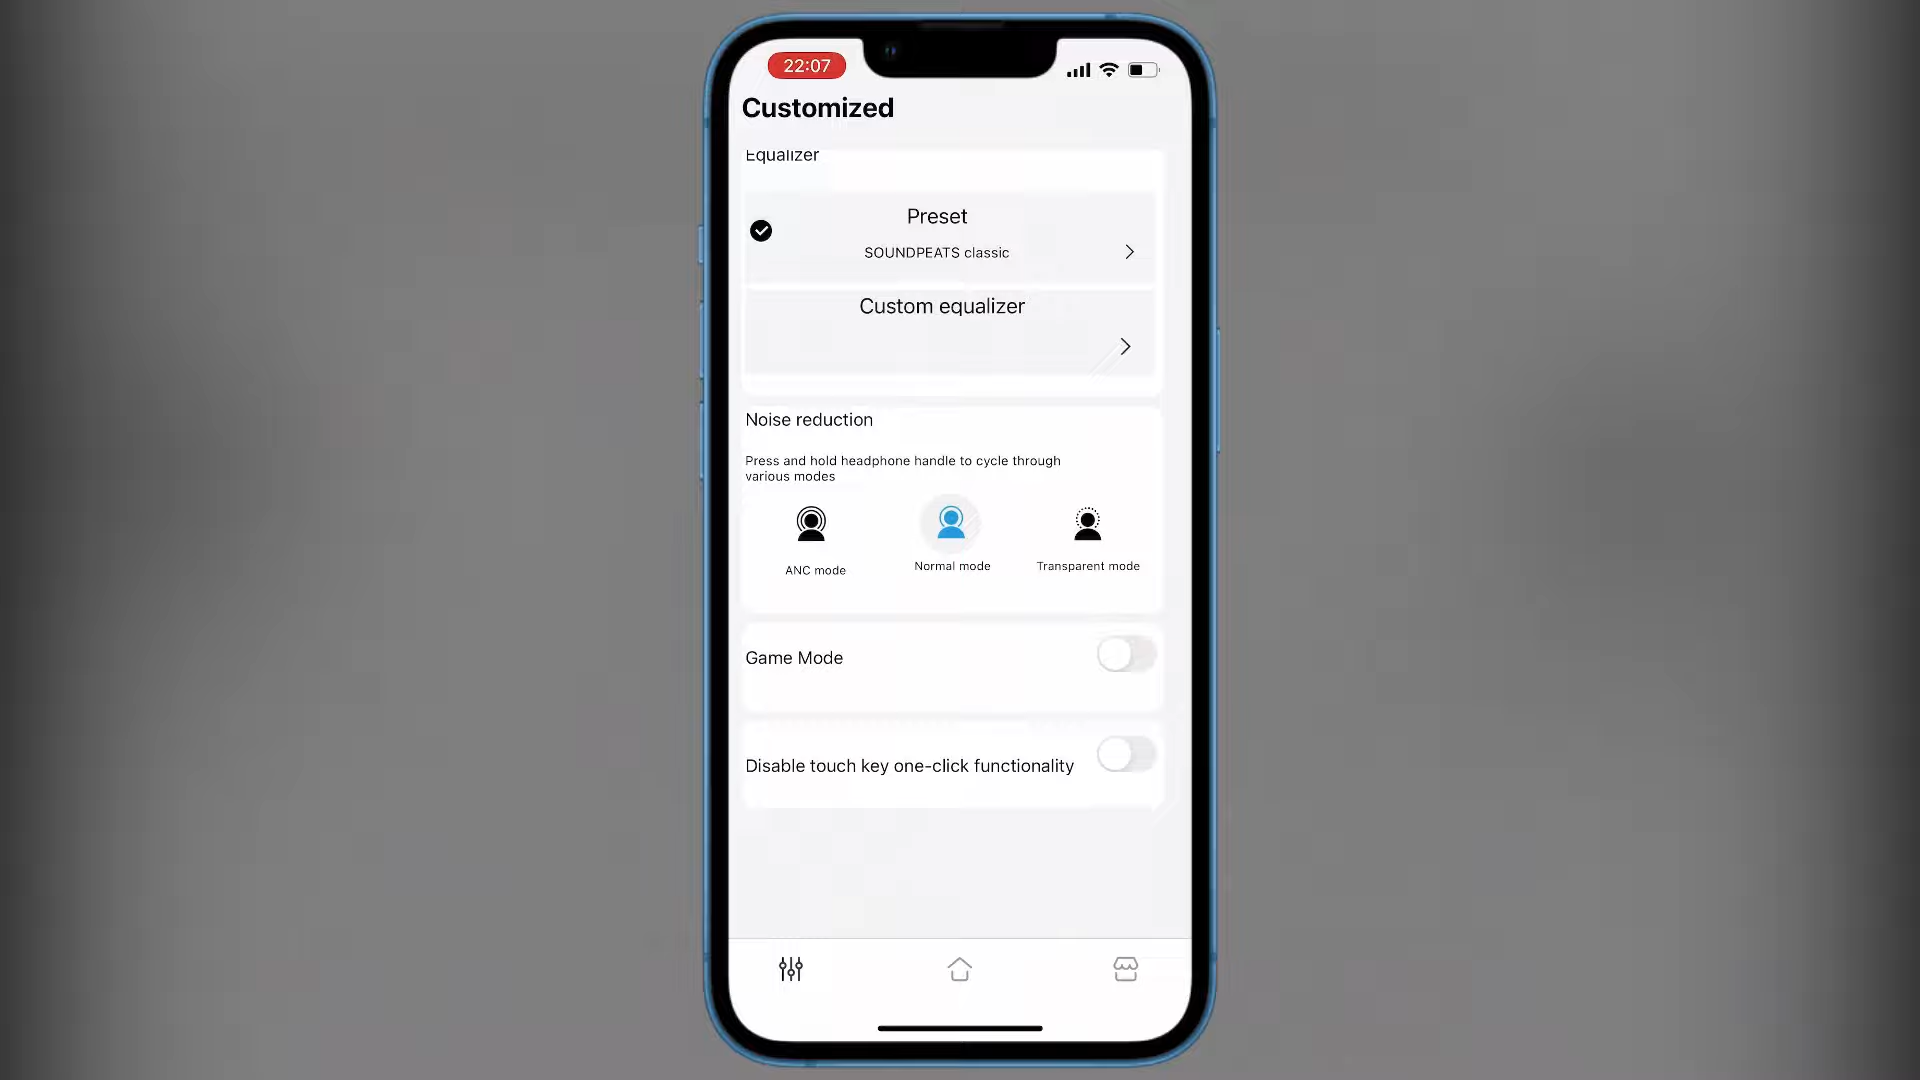 22:07
Customized
Equalizer
Preset
SOUNDPEATS classic
Custom equalizer
Noise reduction
Press and hold headphone handle to cycle through
various modes
ANC mode
Normal mode
Transparent mode
Game Mode
Disable touch key one-click functionality